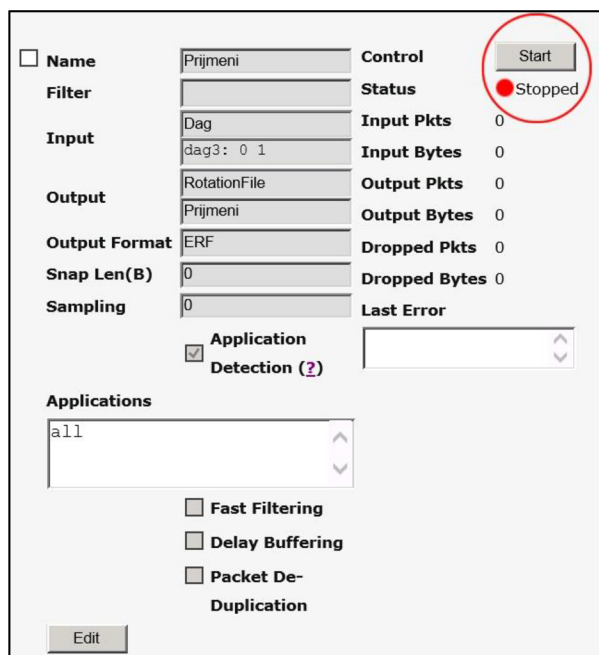 Name Prijmeni
Filter
Input Dag
dag3: 0 1
Output RotationFile
Prijmeni
Output Format ERF
Snap Len(B) 0
Sampling 0
Application
Detection (?)
Applications
all
Fast Filtering
Delay Buffering
Packet De-
Duplication
Edit
Control Start
Status Stopped
Input Pkts 0
Input Bytes 0
Output Pkts 0
Output Bytes 0
Dropped Pkts 0
Dropped Bytes 0
Last Error